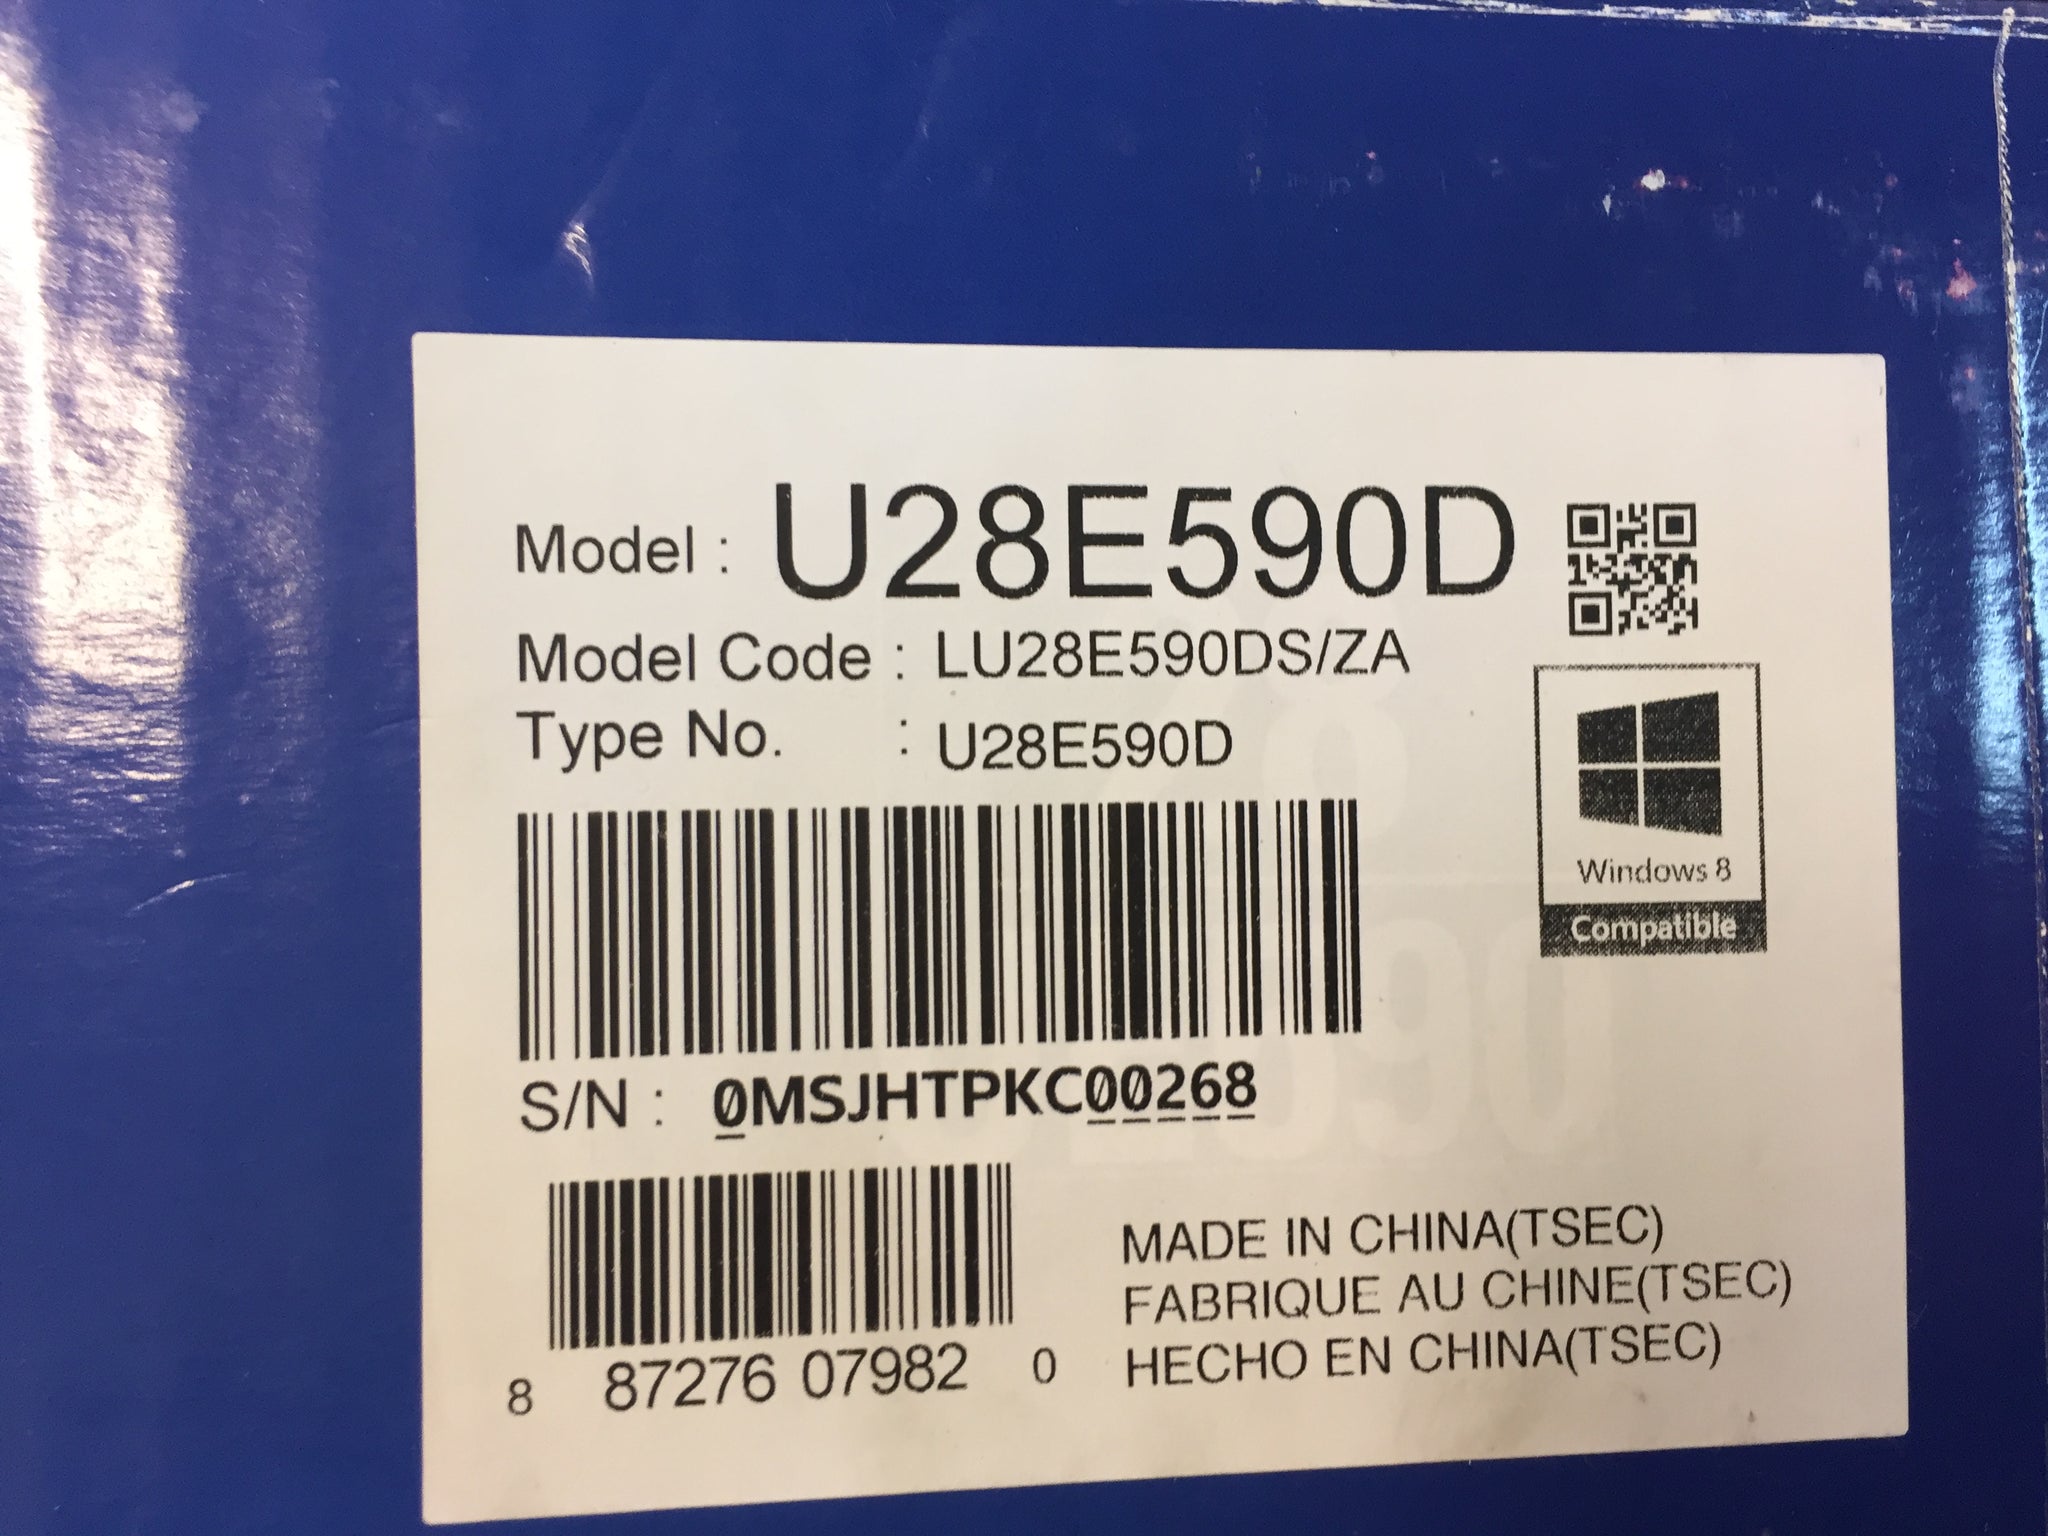 Model : U28E590D
Model Code : LU28E590DS/ZA
Type No. : U28E590D
Windows 8
Compatible
S/N : 0MSJHTPKC00268
8 87276 07982 0
MADE IN CHINA(TSEC)
FABRIQUE AU CHINE(TSEC)
HECHO EN CHINA(TSEC)